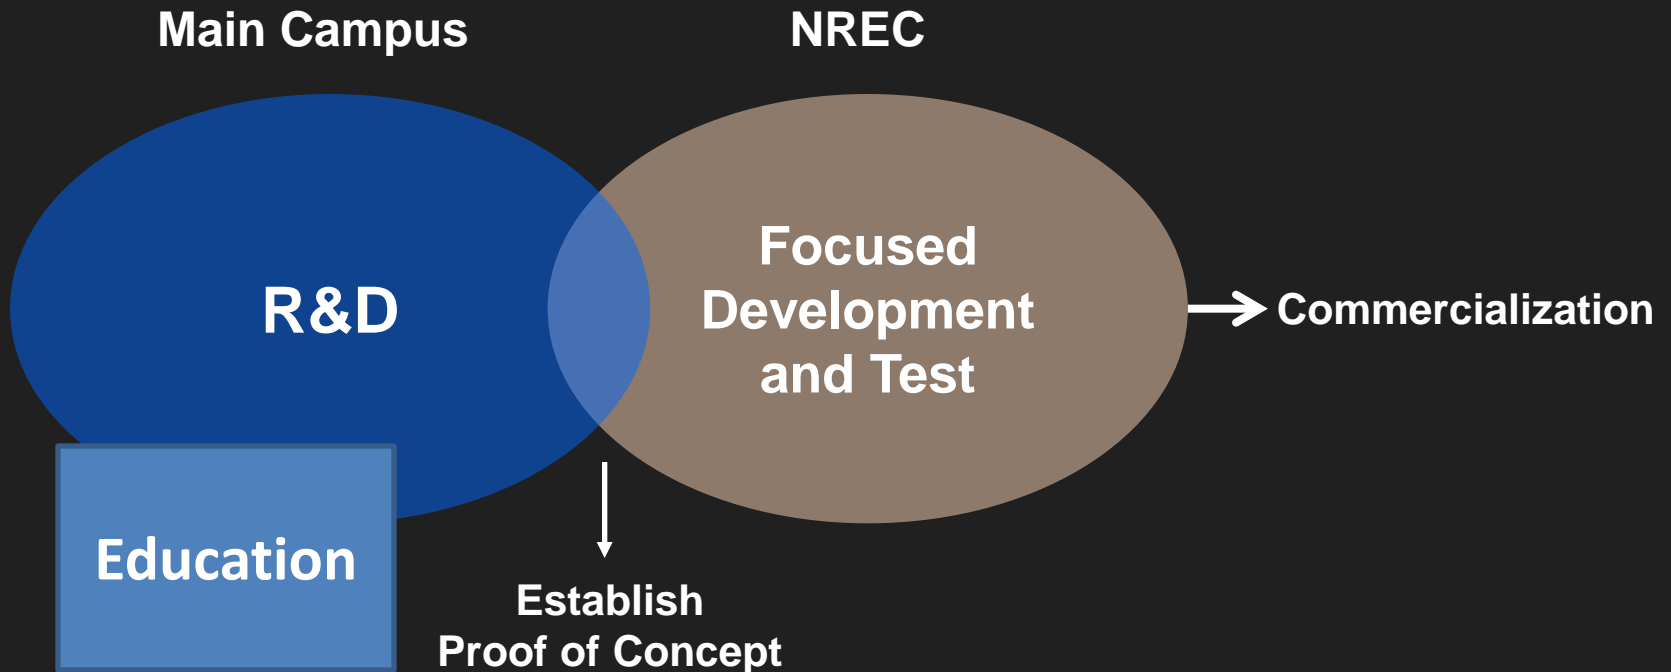 Main Campus
NREC
R&D
Focused
Development
and Test
Commercialization
Education
Establish
Proof of Concept